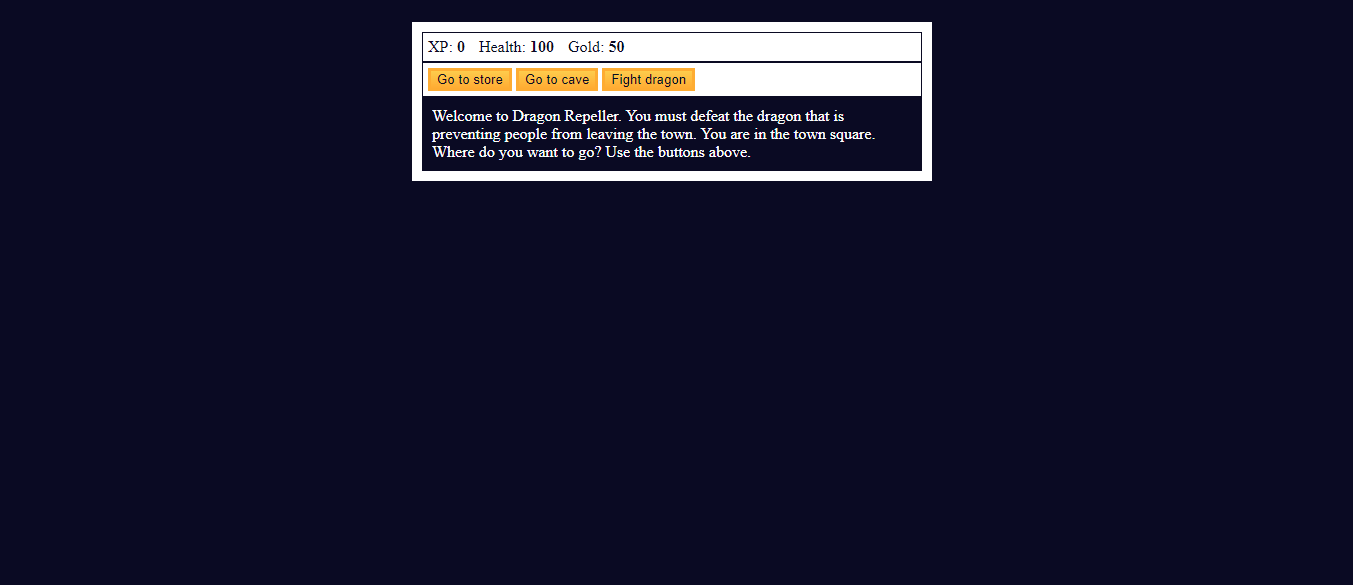 XP: 0 Health: 100 Gold: 50
Go to store Go to cave Fight dragon
Welcome to Dragon Repeller. You must defeat the dragon that is
preventing people from leaving the town. You are in the town square.
Where do you want to go? Use the buttons above.